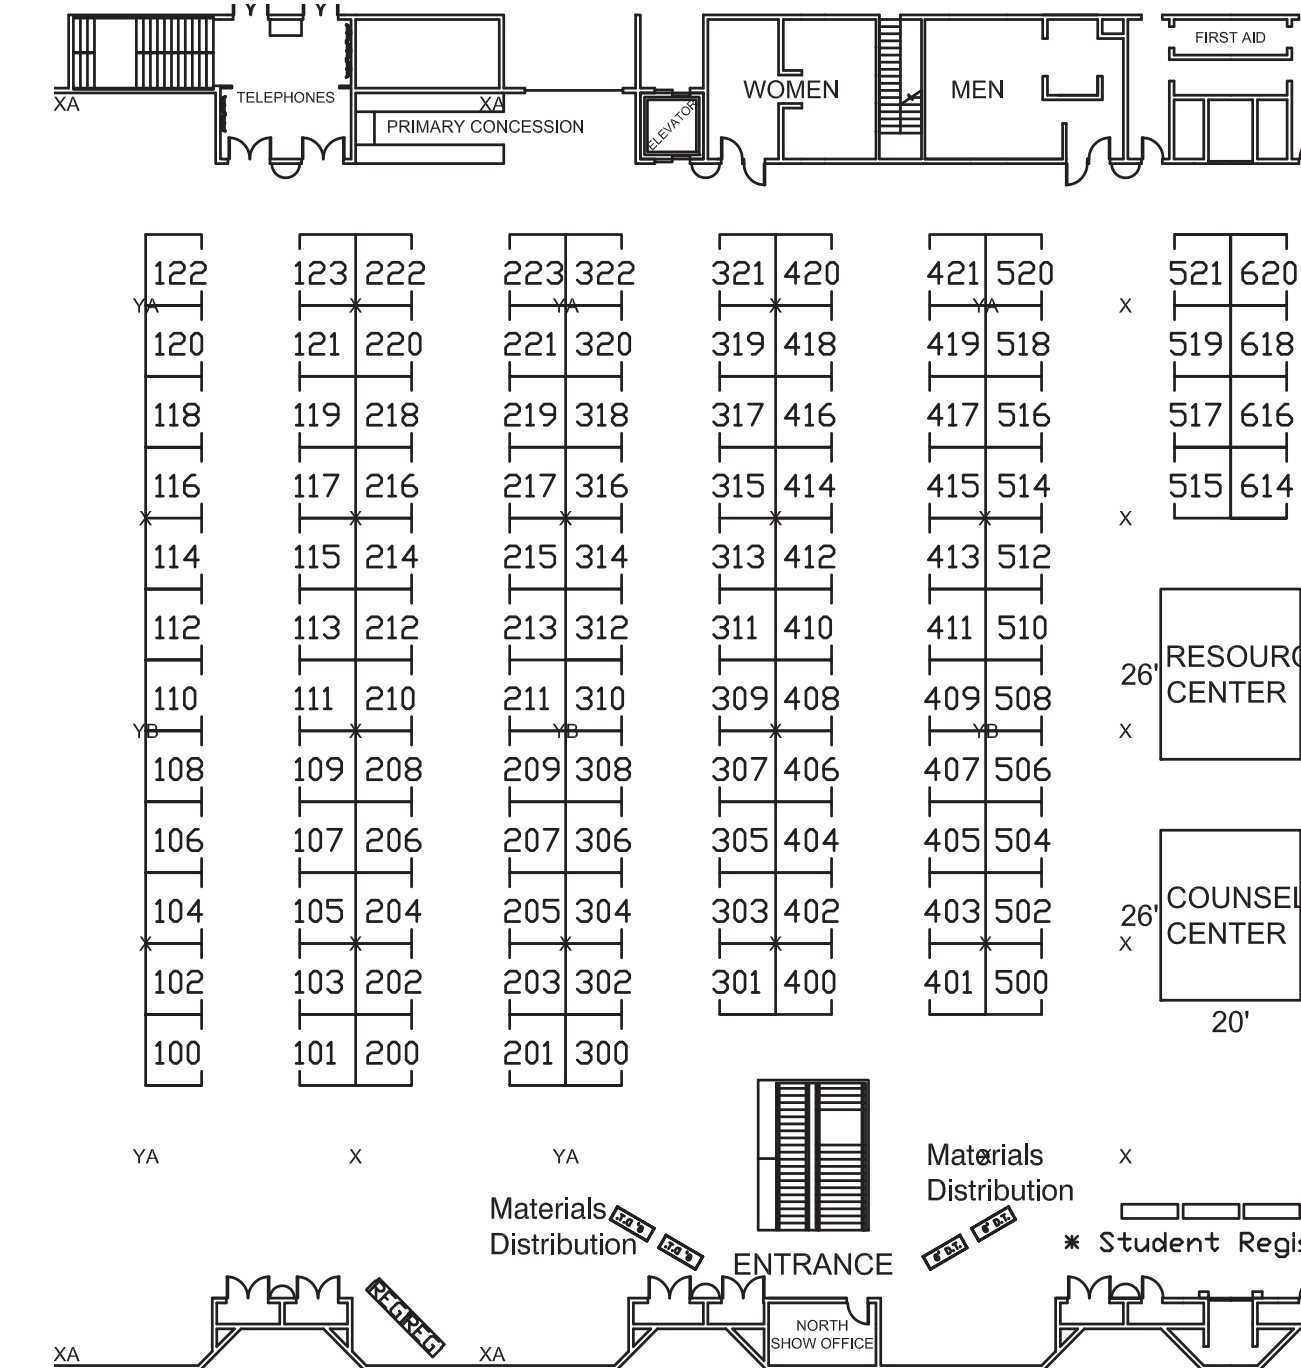 FIRST AID
WOMEN
MEN
TELEPHONES
XA
XA
PRIMARY CONCESSION
ELEVATOR
122 123 222 223 322 321 420 421 520 521 620
YA X YA X YA X
120 121 220 221 320 319 418 419 518 519 618
118 119 218 219 318 317 416 417 516 517 616
116 117 216 217 316 315 414 415 514 515 614
X X X X X X
114 115 214 215 314 313 412 413 512
112 113 212 213 312 311 410 411 510
RESOURC
CENTER
26'
110 111 210 211 310 309 408 409 508
YB X YB X YB X
108 109 208 209 308 307 406 407 506
106 107 206 207 306 305 404 405 504
104 105 204 205 304 303 402 403 502
COUNSEL
CENTER
26'
X X X X X X
102 103 202 203 302 301 400 401 500
20'
100 101 200 201 300
YA X YA X X
Materials
Distribution
Materials
Distribution
6' D.T.
6' D.T.
6' D.T.
6' D.T.
* Student Regis
ENTRANCE
REG REG
NORTH
SHOW OFFICE
XA XA